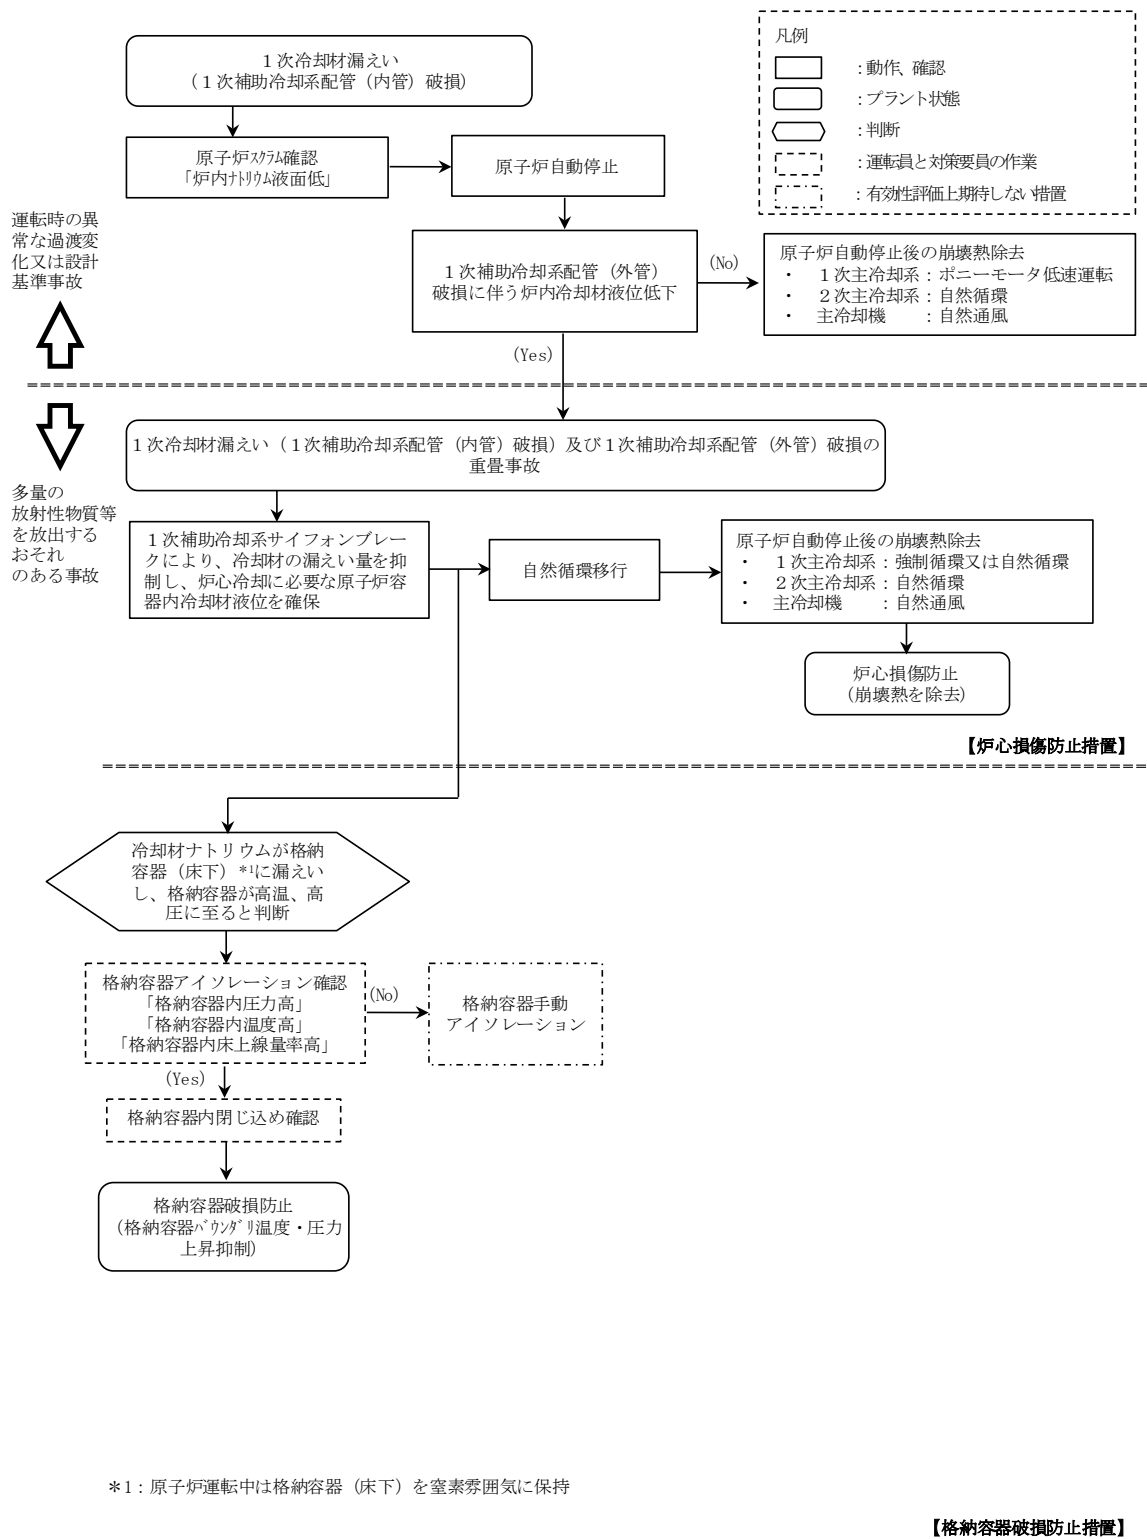 凡例
：動作、確認
：プラント状態
：判断
：運転員と対策要員の作業
：有効性評価上期待しない措置
１次冷却材漏えい
（１次補助冷却系配管（内管）破損）
原子炉ｽｸﾗﾑ確認
「炉内ﾅﾄﾘｳﾑ液面低」
原子炉自動停止
運転時の異
常な過渡変
化又は設計
基準事故
１次補助冷却系配管（外管）
破損に伴う炉内冷却材液位低下
(No)
原子炉自動停止後の崩壊熱除去
・　１次主冷却系：ポニーモータ低速運転
・　２次主冷却系：自然循環
・　主冷却機　　：自然通風
(Yes)
１次冷却材漏えい（１次補助冷却系配管（内管）破損）及び１次補助冷却系配管（外管）破損の
重畳事故
多量の
放射性物質等
を放出する
おそれ
のある事故
１次補助冷却系サイフォンブレー
クにより、冷却材の漏えい量を抑
制し、炉心冷却に必要な原子炉容
器内冷却材液位を確保
自然循環移行
原子炉自動停止後の崩壊熱除去
・　１次主冷却系：強制循環又は自然循環
・　２次主冷却系：自然循環
・　主冷却機　　：自然通風
炉心損傷防止
(崩壊熱を除去)
【炉心損傷防止措置】
冷却材ナトリウムが格納
容器（床下）*1に漏えい
し、格納容器が高温、高
圧に至ると判断
格納容器アイソレーション確認
「格納容器内圧力高」
「格納容器内温度高」
「格納容器内床上線量率高」
(No)
格納容器手動
アイソレーション
(Yes)
格納容器内閉じ込め確認
格納容器破損防止
(格納容器ﾊﾞｳﾝﾀﾞﾘ温度・圧力
上昇抑制)
＊1：原子炉運転中は格納容器（床下）を窒素雰囲気に保持
【格納容器破損防止措置】